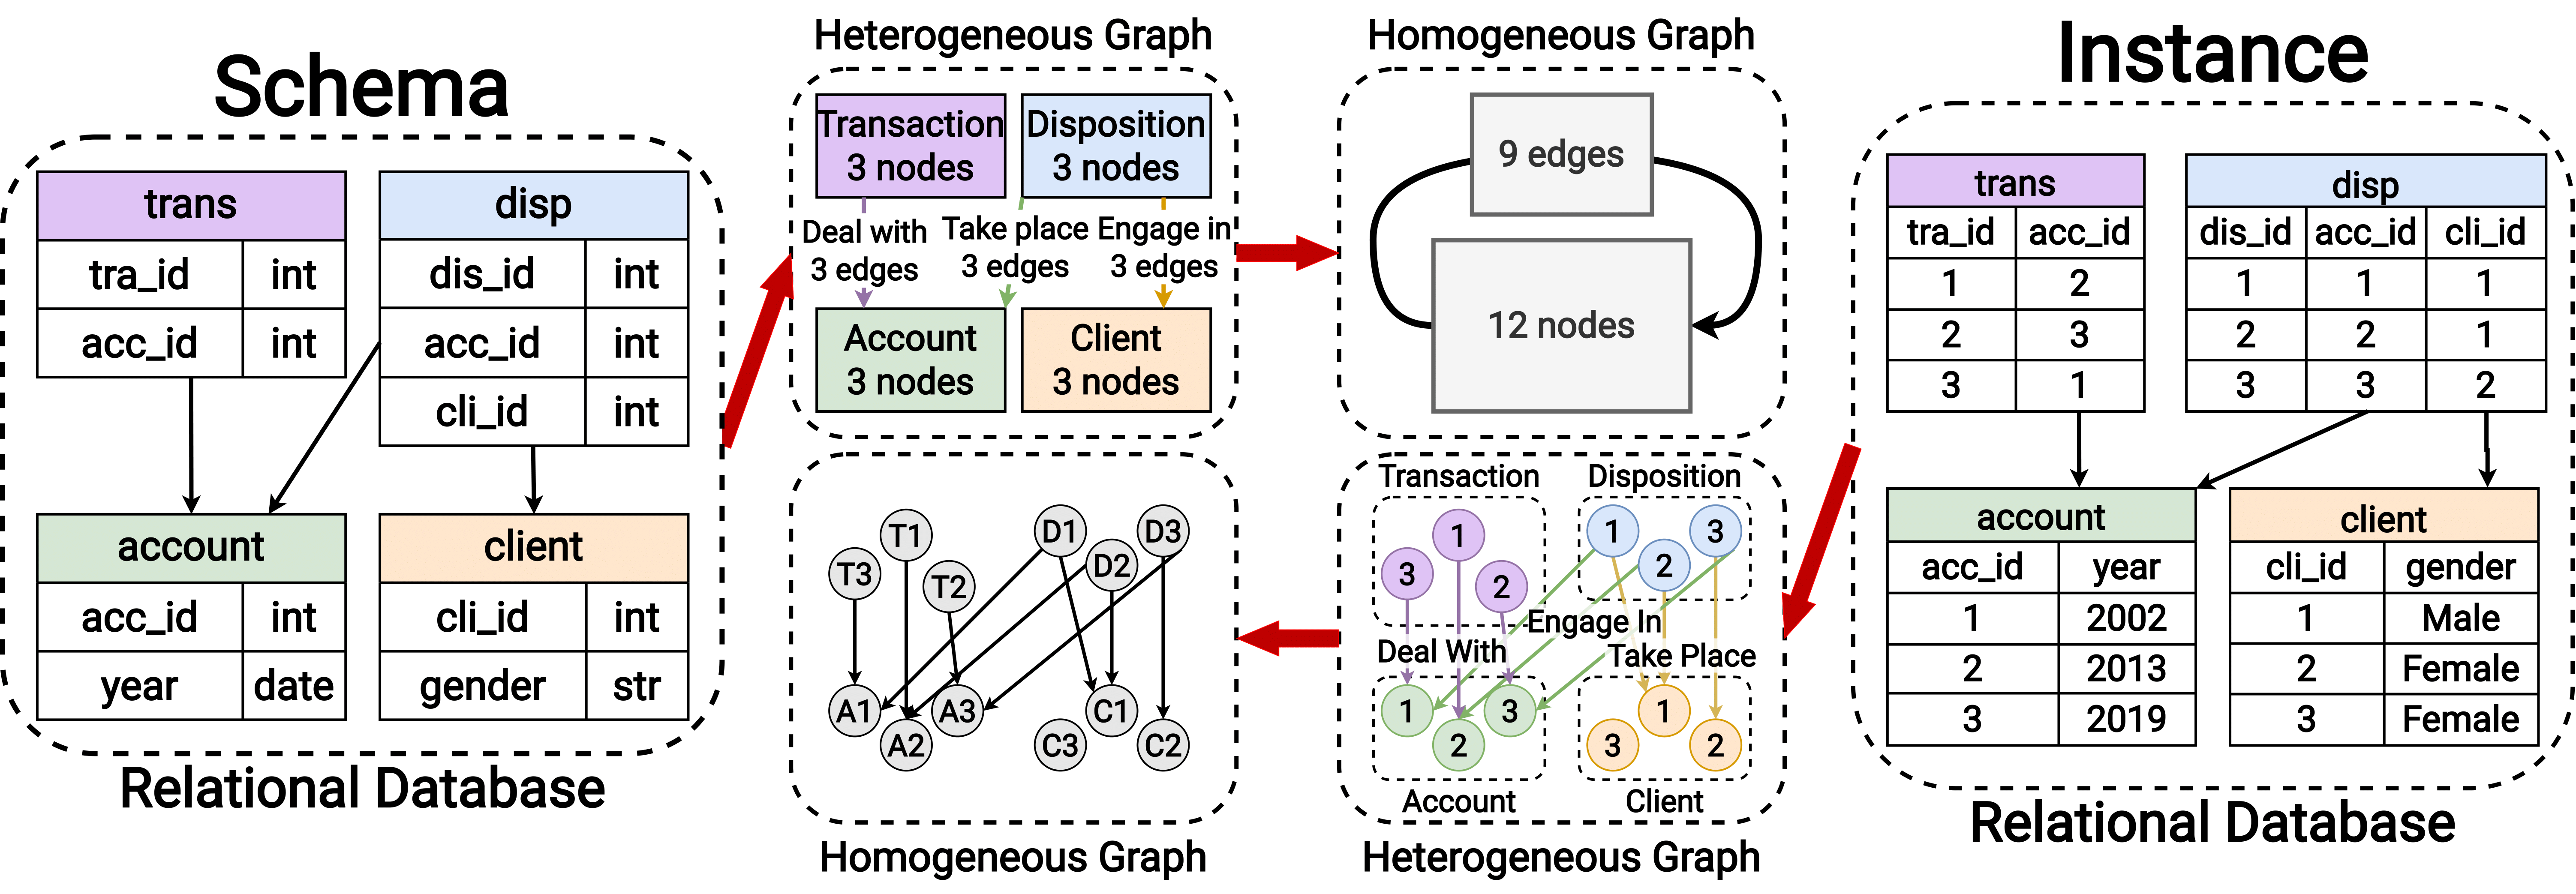 Schema
trans
tra_id int
acc_id int
disp
dis_id int
acc_id int
cli_id int
account
acc_id int
year date
client
cli_id int
gender str
Relational Database
Heterogeneous Graph
Transaction
3 nodes
Disposition
3 nodes
Deal with
3 edges
Take place
3 edges
Engage in
3 edges
Account
3 nodes
Client
3 nodes
Homogeneous Graph
9 edges
12 nodes
T1
T3
T2
D1
D2
D3
A1
A2
A3
C3
C1
C2
Homogeneous Graph
Transaction
Disposition
1
3
2
1
2
3
Engage In
Deal With
Take Place
1
2
3
3
1
2
Account
Client
Heterogeneous Graph
Instance
trans
tra_id acc_id
1 2
2 3
3 1
disp
dis_id acc_id cli_id
1 1 1
2 2 1
3 3 2
account
acc_id year
1 2002
2 2013
3 2019
client
cli_id gender
1 Male
2 Female
3 Female
Relational Database